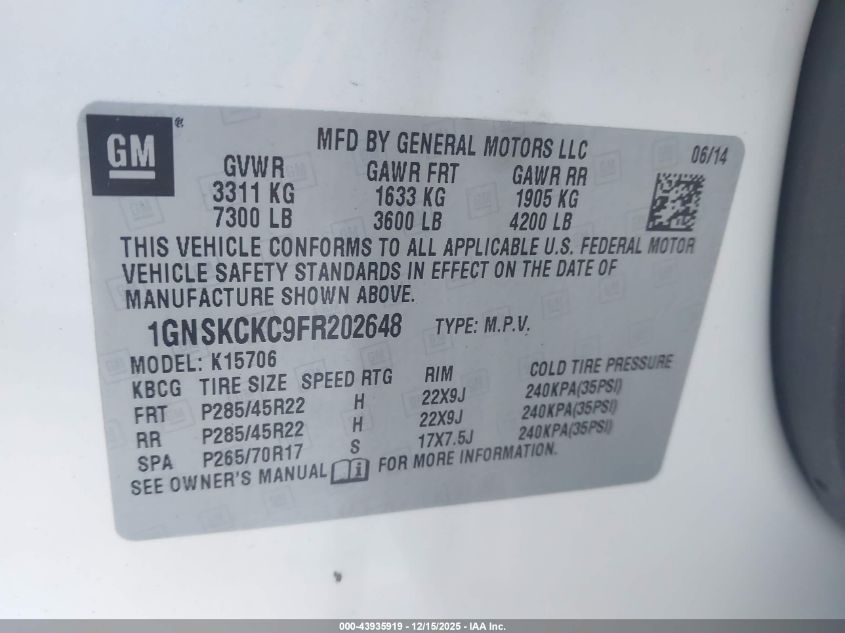 GM
MFD BY GENERAL MOTORS LLC 06/14
GVWR GAWR FRT GAWR RR
3311 KG 1633 KG 1905 KG
7300 LB 3600 LB 4200 LB
THIS VEHICLE CONFORMS TO ALL APPLICABLE U.S. FEDERAL MOTOR
VEHICLE SAFETY STANDARDS IN EFFECT ON THE DATE OF
MANUFACTURE SHOWN ABOVE.
1GNSKCKC9FR202648 TYPE: M.P.V.
MODEL: K15706
KBCG TIRE SIZE SPEED RTG RIM COLD TIRE PRESSURE
FRT P285/45R22 H 22X9J 240KPA(35PSI)
RR P285/45R22 H 22X9J 240KPA(35PSI)
SPA P265/70R17 S 17X7.5J 240KPA(35PSI)
SEE OWNER'S MANUAL FOR MORE INFORMATION.
000-43935919 - 12/15/2025 - IAA Inc.